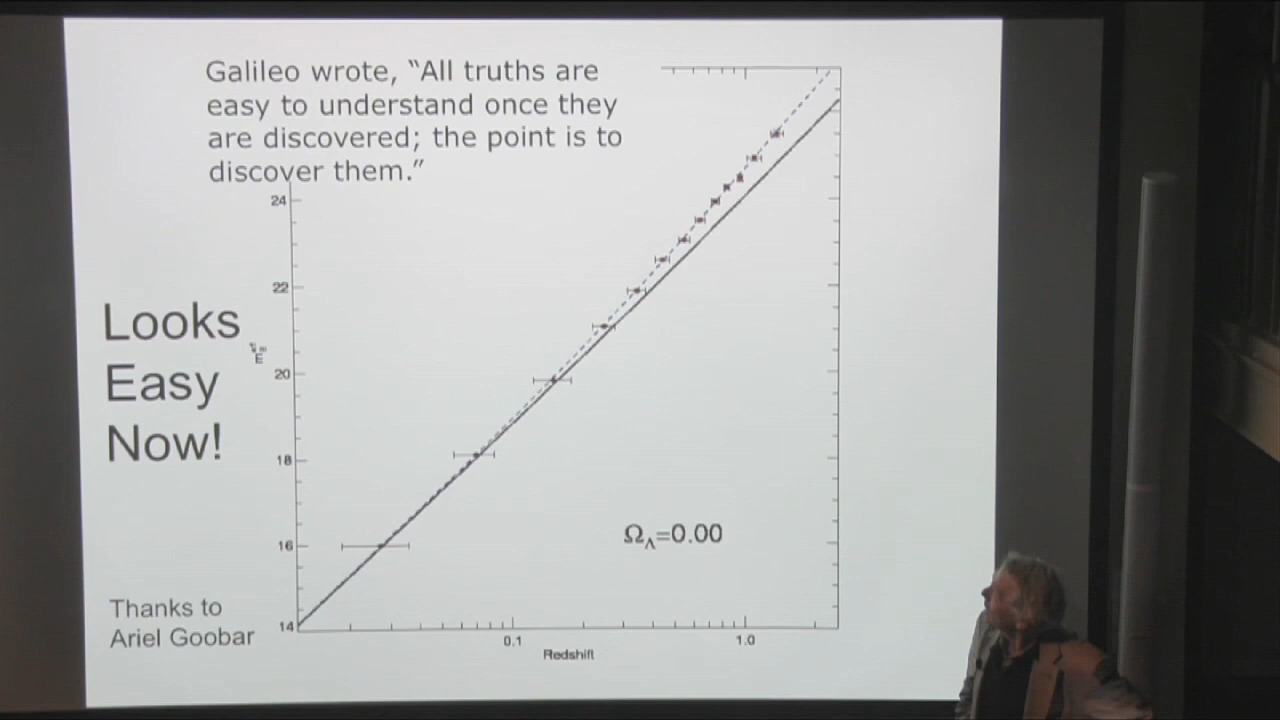 Galileo wrote, “All truths are
easy to understand once they
are discovered; the point is to
discover them.”
24
22
Looks
Easy
Now!
20
18
16
14
Ω_Λ=0.00
Thanks to
Ariel Goobar
0.1
1.0
Redshift